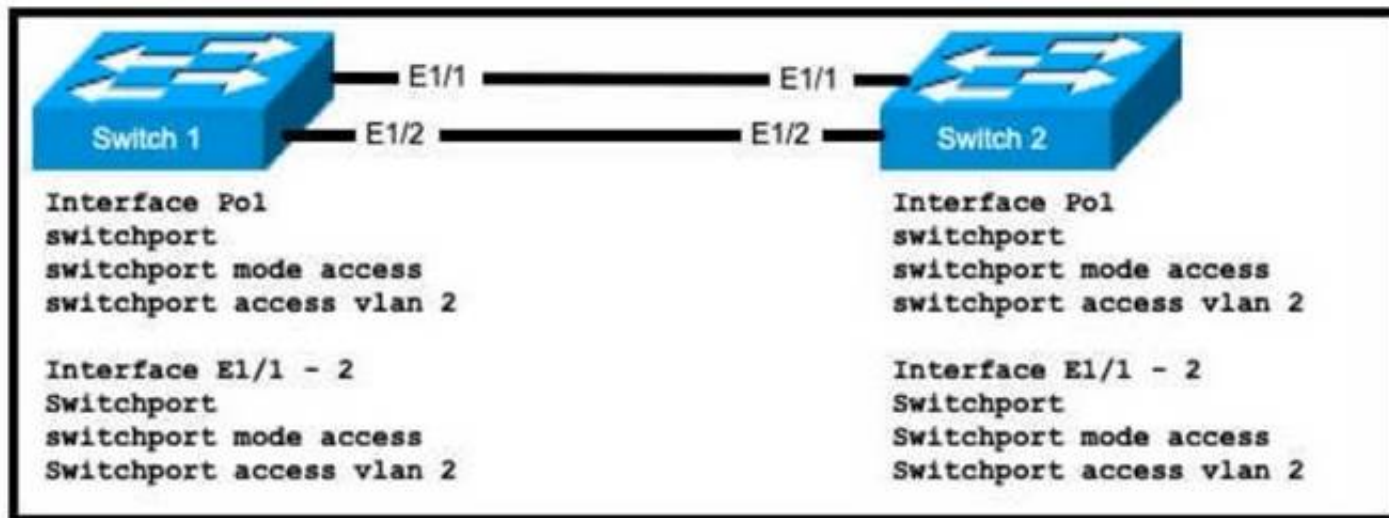 E1/1 E1/1
E1/2 E1/2
Switch 1
Switch 2
Interface Po1
switchport
switchport mode access
switchport access vlan 2
Interface E1/1 - 2
Switchport
switchport mode access
Switchport access vlan 2
Interface Po1
switchport
switchport mode access
switchport access vlan 2
Interface E1/1 - 2
Switchport
Switchport mode access
Switchport access vlan 2